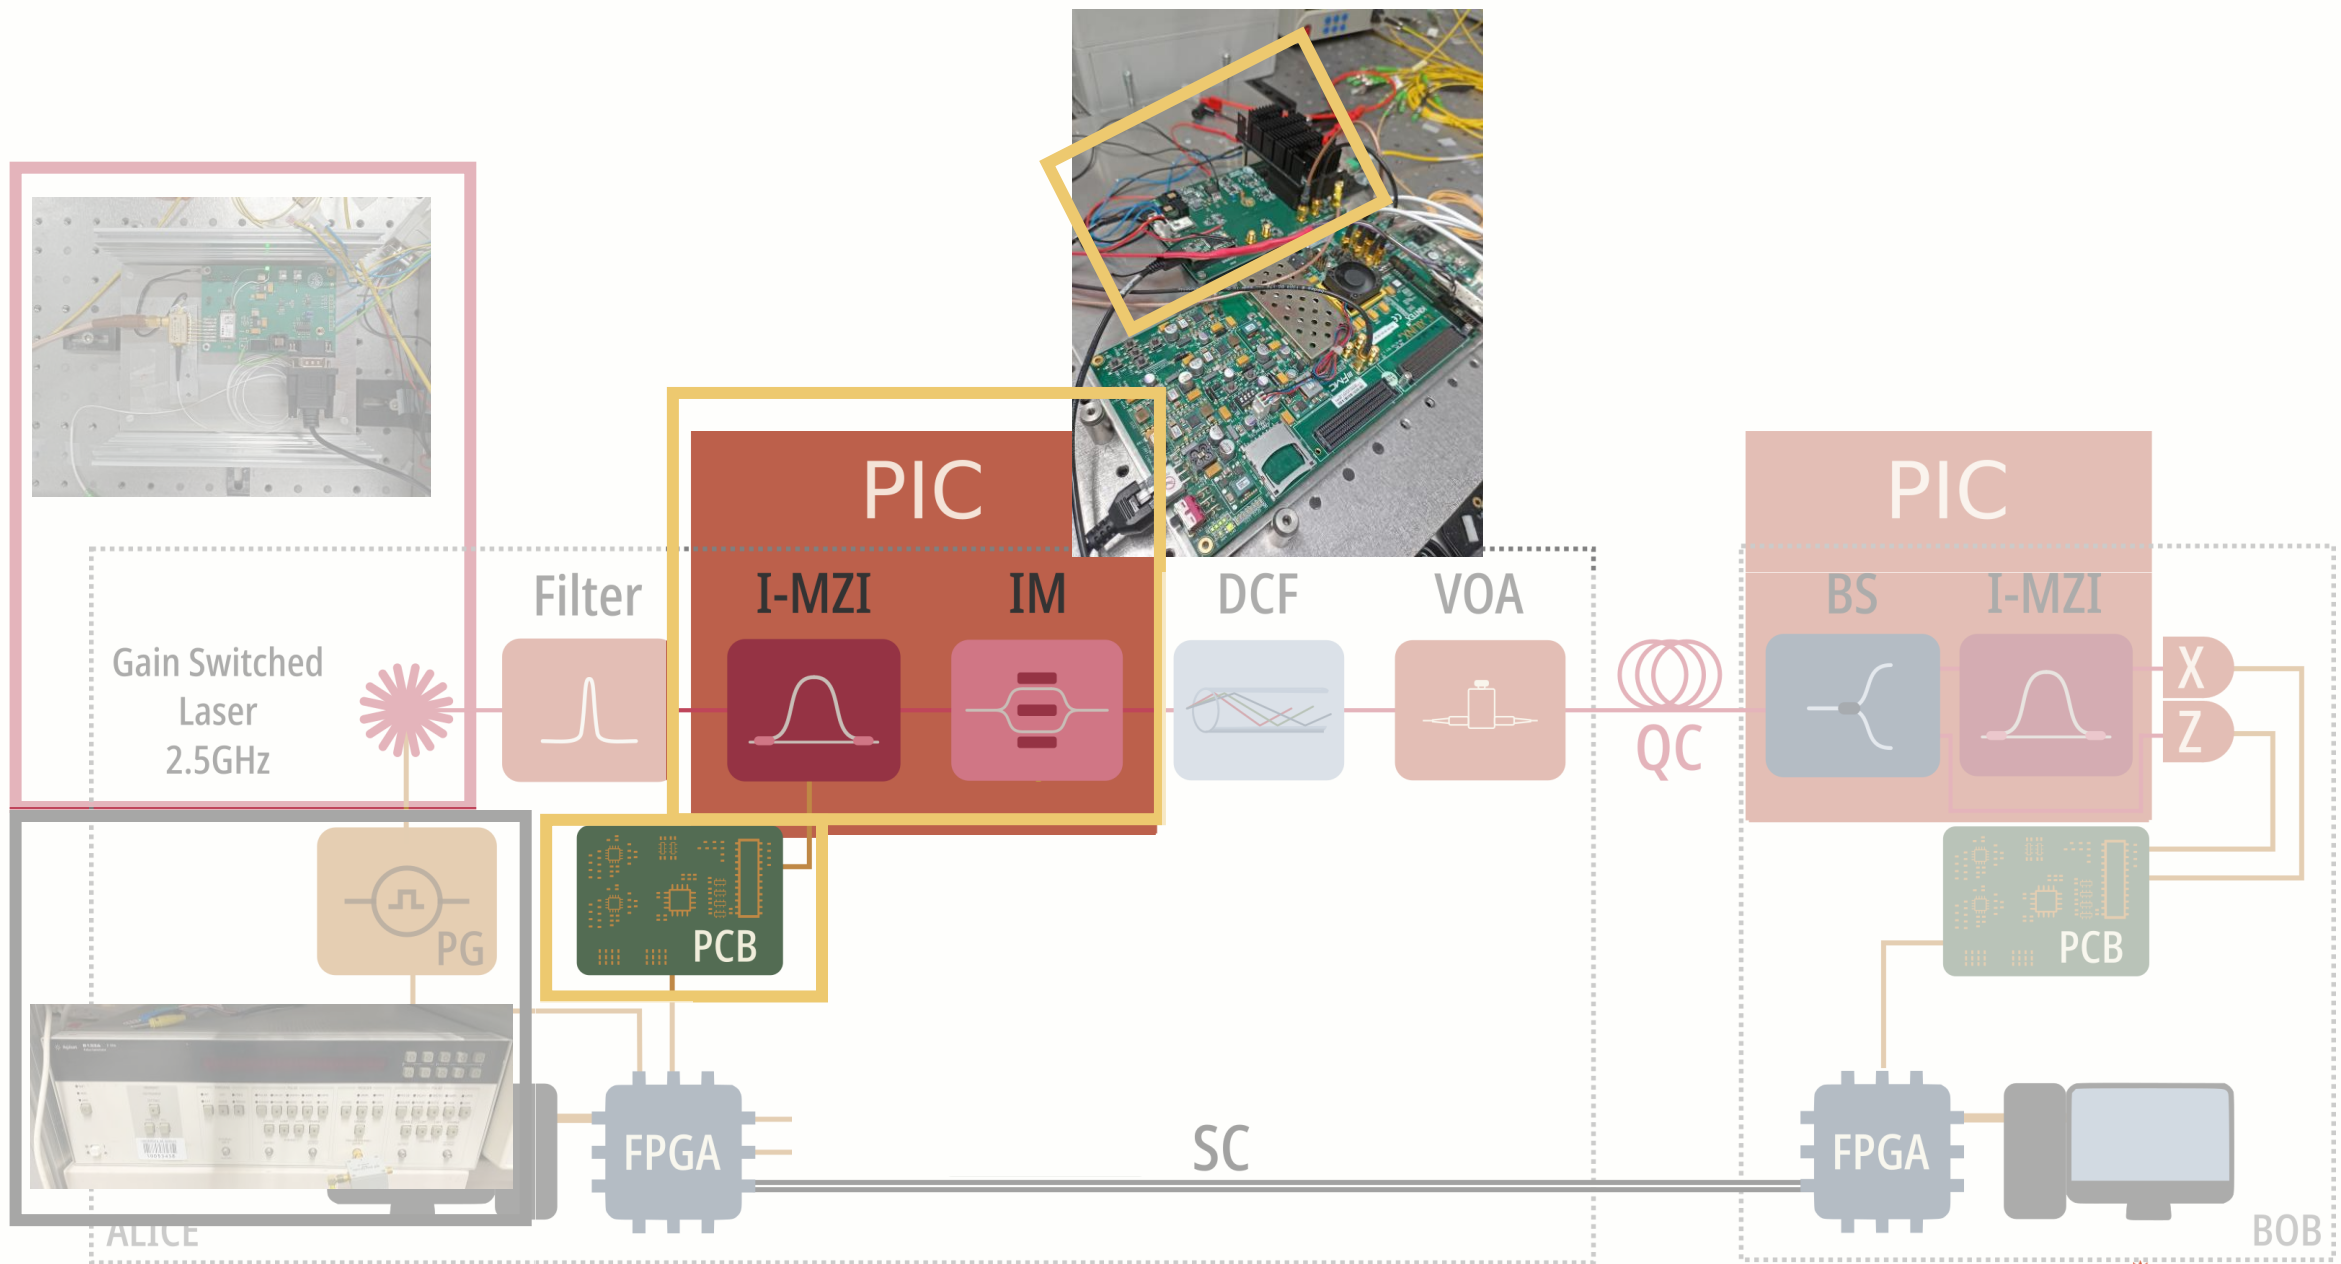 PIC
PIC
Filter
I-MZI
IM
DCF
VOA
BS
I-MZI
Gain Switched
Laser
2.5GHz
X
Z
QC
PG
PCB
PCB
FPGA
SC
FPGA
ALICE
BOB